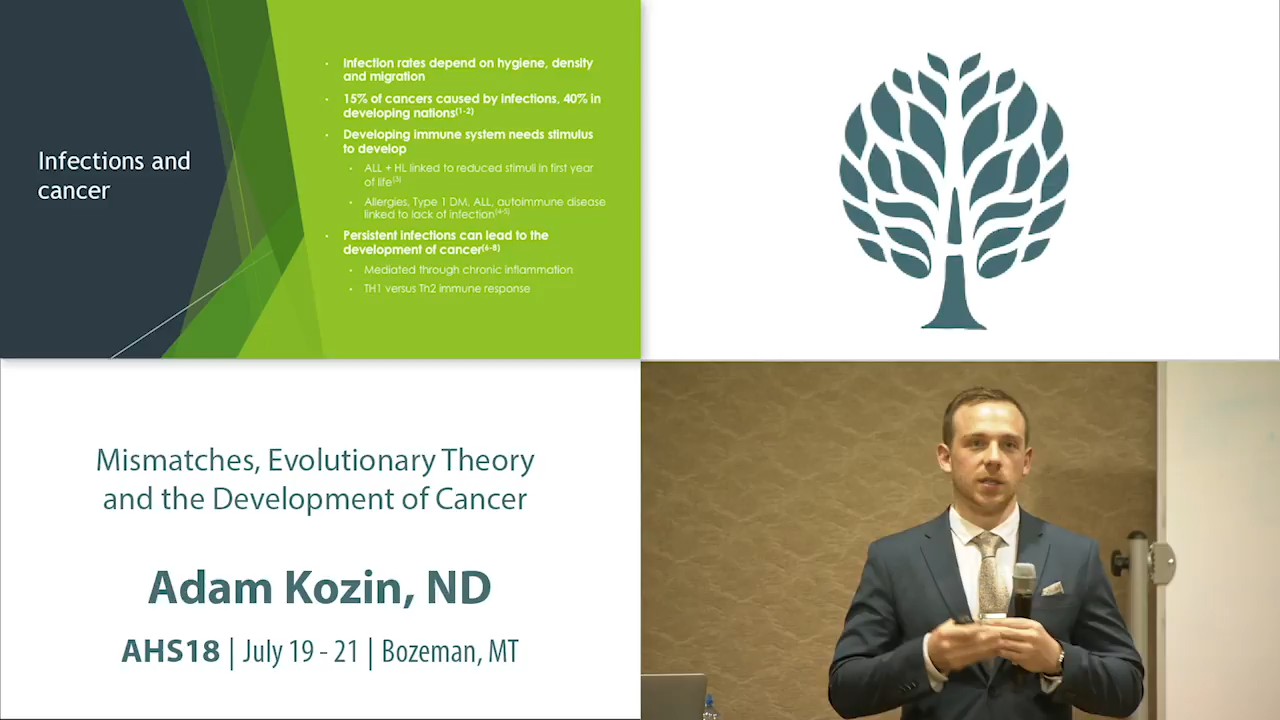 Infections and
cancer
Infection rates depend on hygiene, density
and migration
15% of cancers caused by infections, 40% in
developing nations(1-2)
Developing immune system needs stimulus
to develop
ALL + HL linked to reduced stimuli in first year
of life(3)
Allergies, Type 1 DM, ALL, autoimmune disease
linked to lack of infection(4-5)
Persistent infections can lead to the
development of cancer(6-8)
Mediated through chronic inflammation
TH1 versus Th2 immune response
Mismatches, Evolutionary Theory
and the Development of Cancer
Adam Kozin, ND
AHS18 | July 19 - 21 | Bozeman, MT